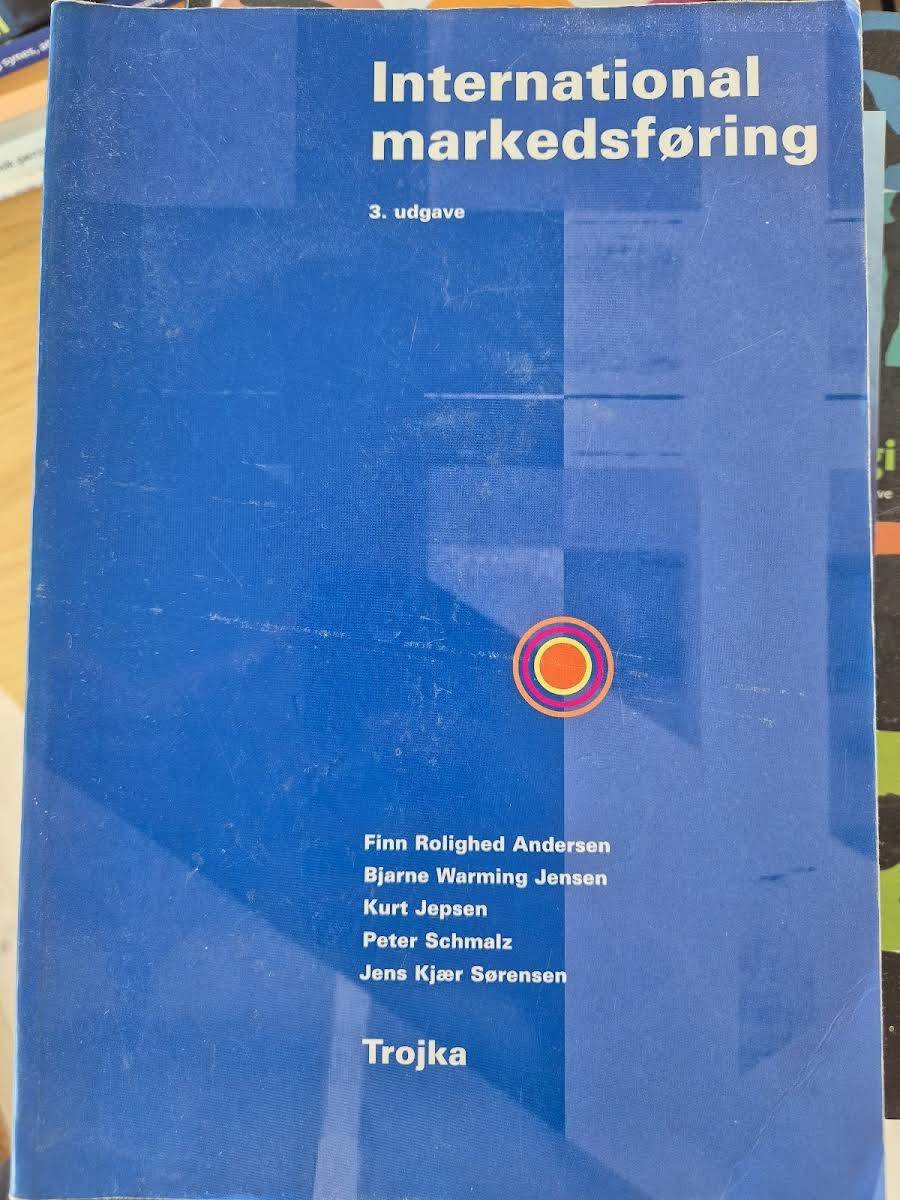 International
markedsføring
3. udgave
Finn Rolighed Andersen
Bjarne Warming Jensen
Kurt Jepsen
Peter Schmalz
Jens Kjær Sørensen
Trojka